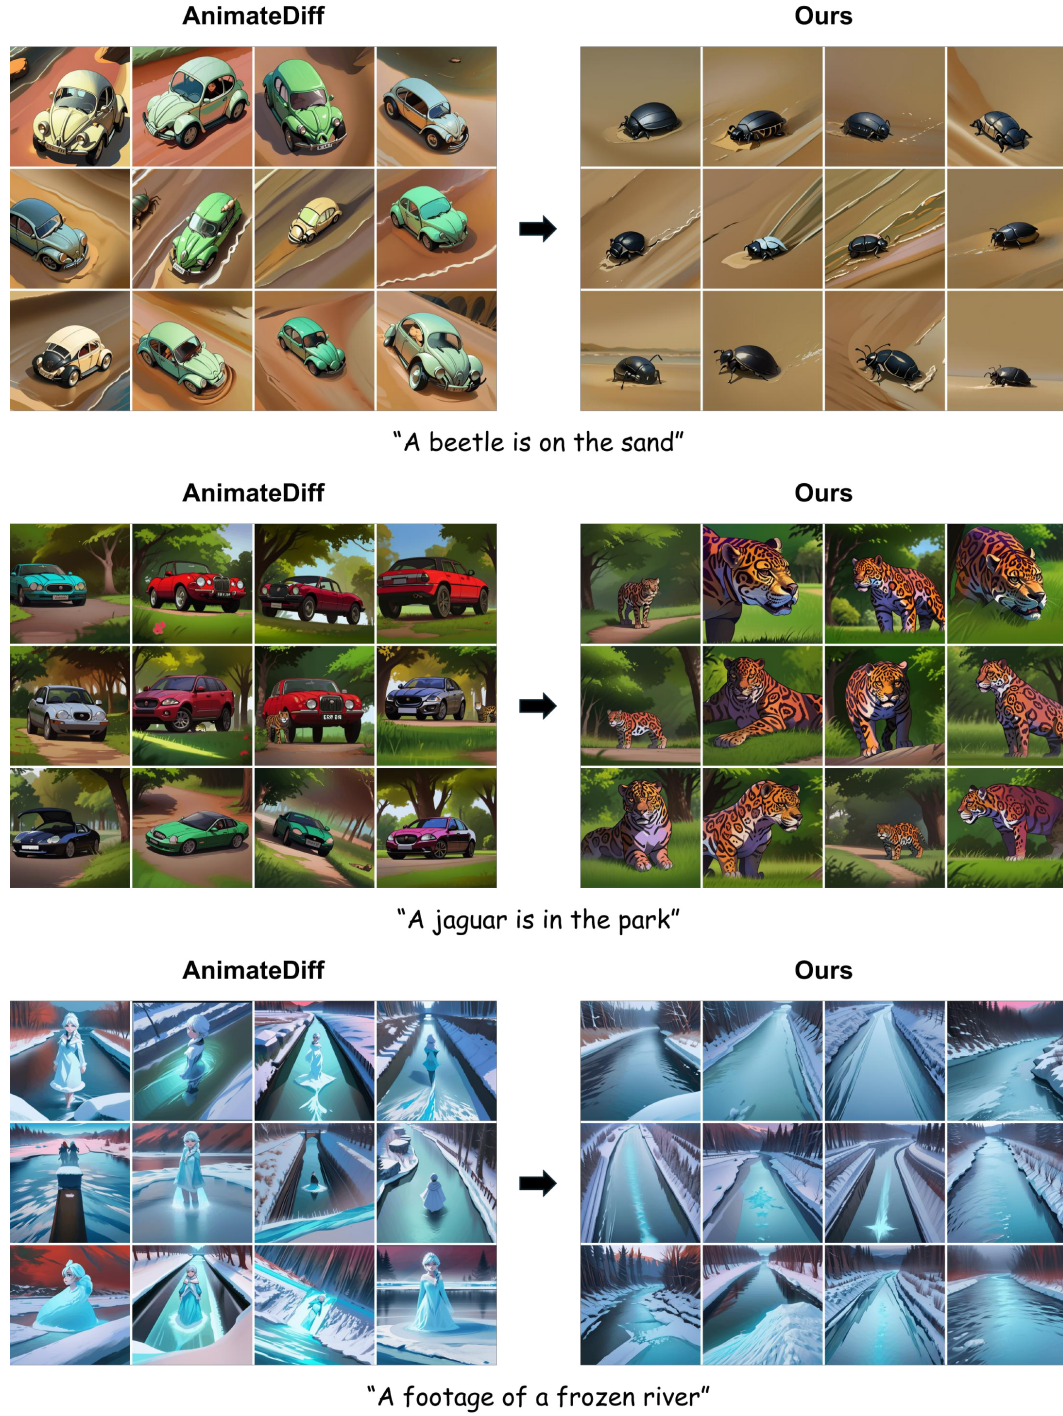 AnimateDiff
Ours
“A beetle is on the sand”
AnimateDiff
Ours
“A jaguar is in the park”
AnimateDiff
Ours
“A footage of a frozen river”